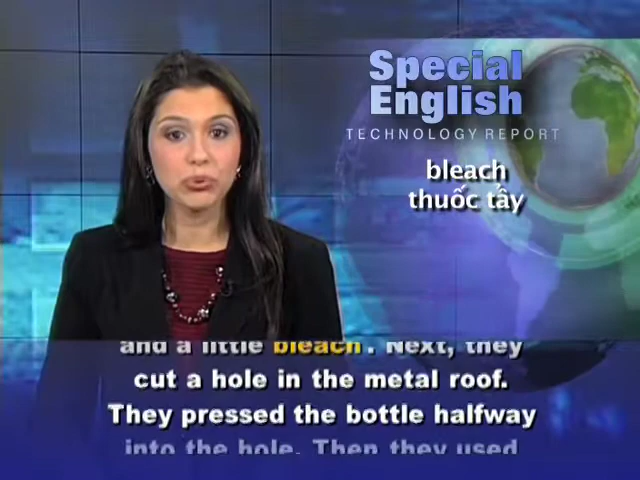 Special
English
TECHNOLOGY REPORT
bleach
thuốc tẩy
and a little bleach. Next, they
cut a hole in the metal roof.
They pressed the bottle halfway
into the hole. Then they used